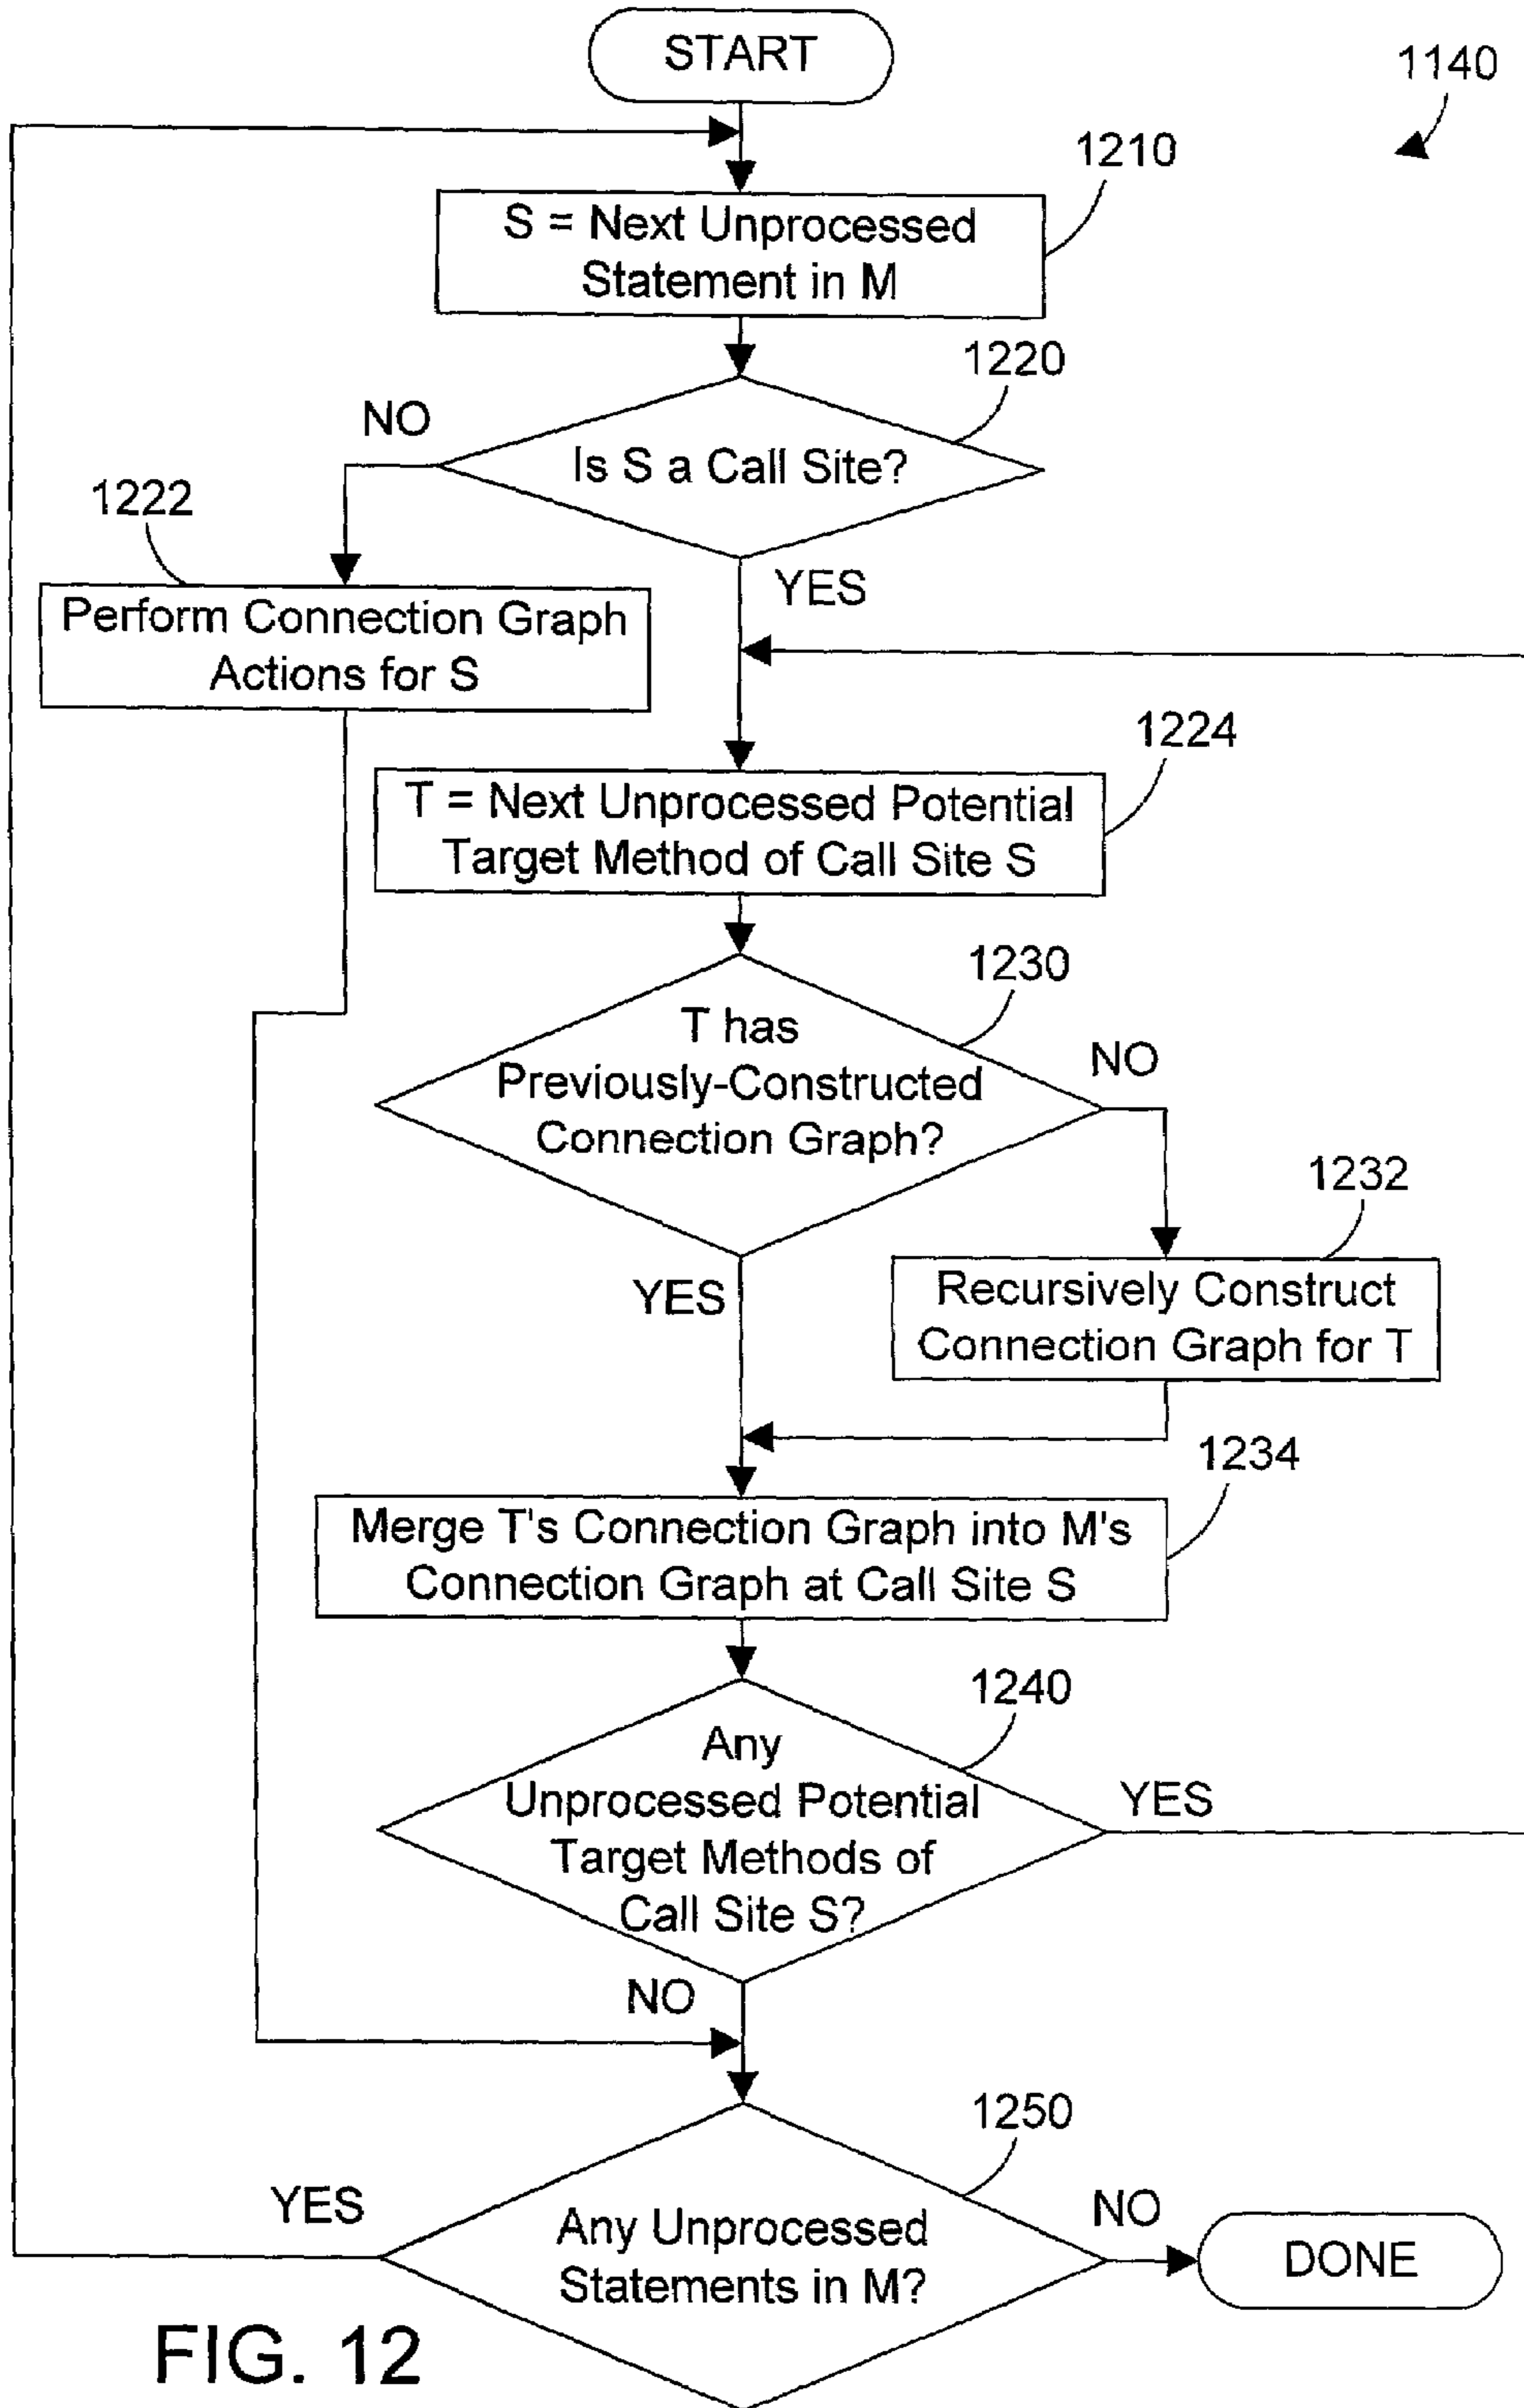 START
1140
1210
S = Next Unprocessed
Statement in M
1220
NO
Is S a Call Site?
1222
YES
Perform Connection Graph
Actions for S
1224
T = Next Unprocessed Potential
Target Method of Call Site S
1230
T has
Previously-Constructed
Connection Graph?
NO
1232
YES
Recursively Construct
Connection Graph for T
1234
Merge T's Connection Graph into M's
Connection Graph at Call Site S
1240
Any
Unprocessed Potential
Target Methods of
Call Site S?
YES
NO
1250
YES
Any Unprocessed
Statements in M?
NO
DONE
FIG. 12